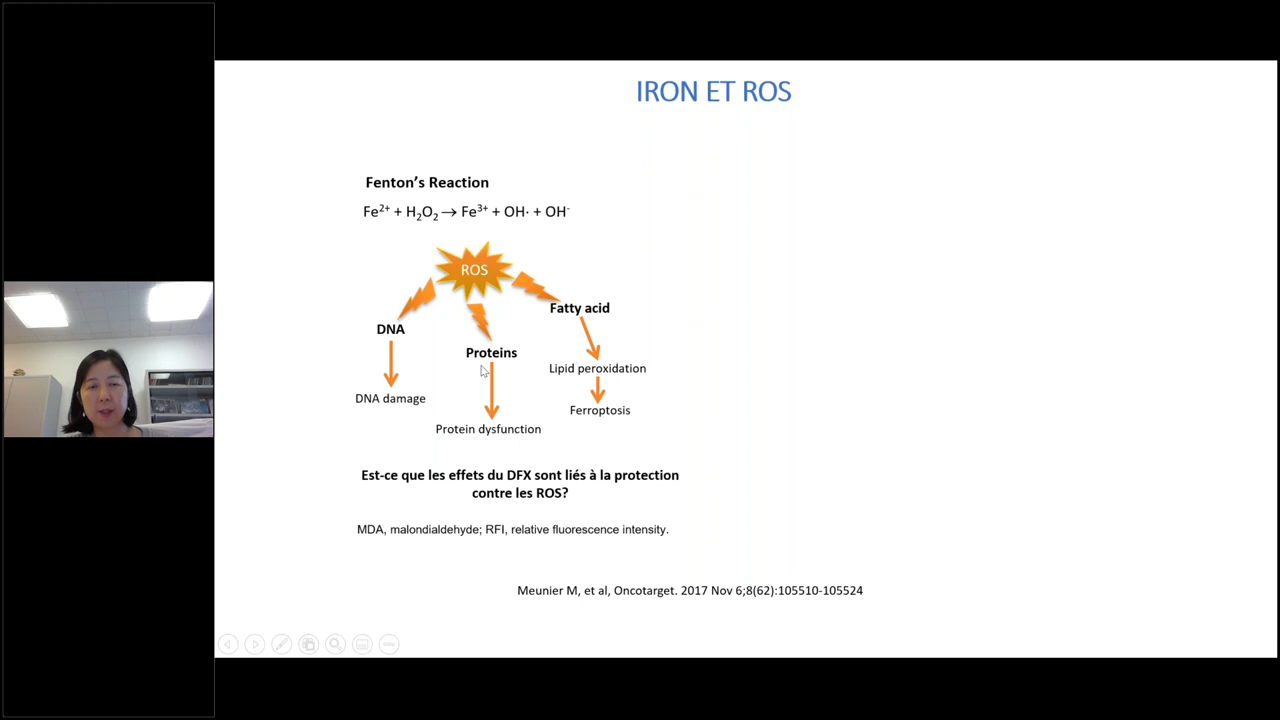 IRON ET ROS
Fenton’s Reaction
Fe²⁺ + H₂O₂ → Fe³⁺ + OH· + OH⁻
ROS
DNA
Proteins
Fatty acid
DNA damage
Protein dysfunction
Lipid peroxidation
Ferroptosis
Est-ce que les effets du DFX sont liés à la protection
contre les ROS?
MDA, malondialdehyde; RFI, relative fluorescence intensity.
Meunier M, et al, Oncotarget. 2017 Nov 6;8(62):105510-105524